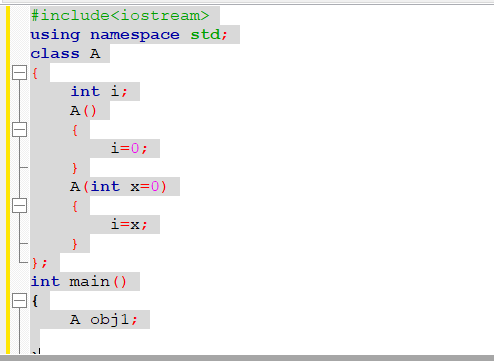 #include<iostream>
using namespace std;
class A
{
int i;
A()
{
i=0;
}
A(int x=0)
{
i=x;
}
};
int main()
{
A obj1;